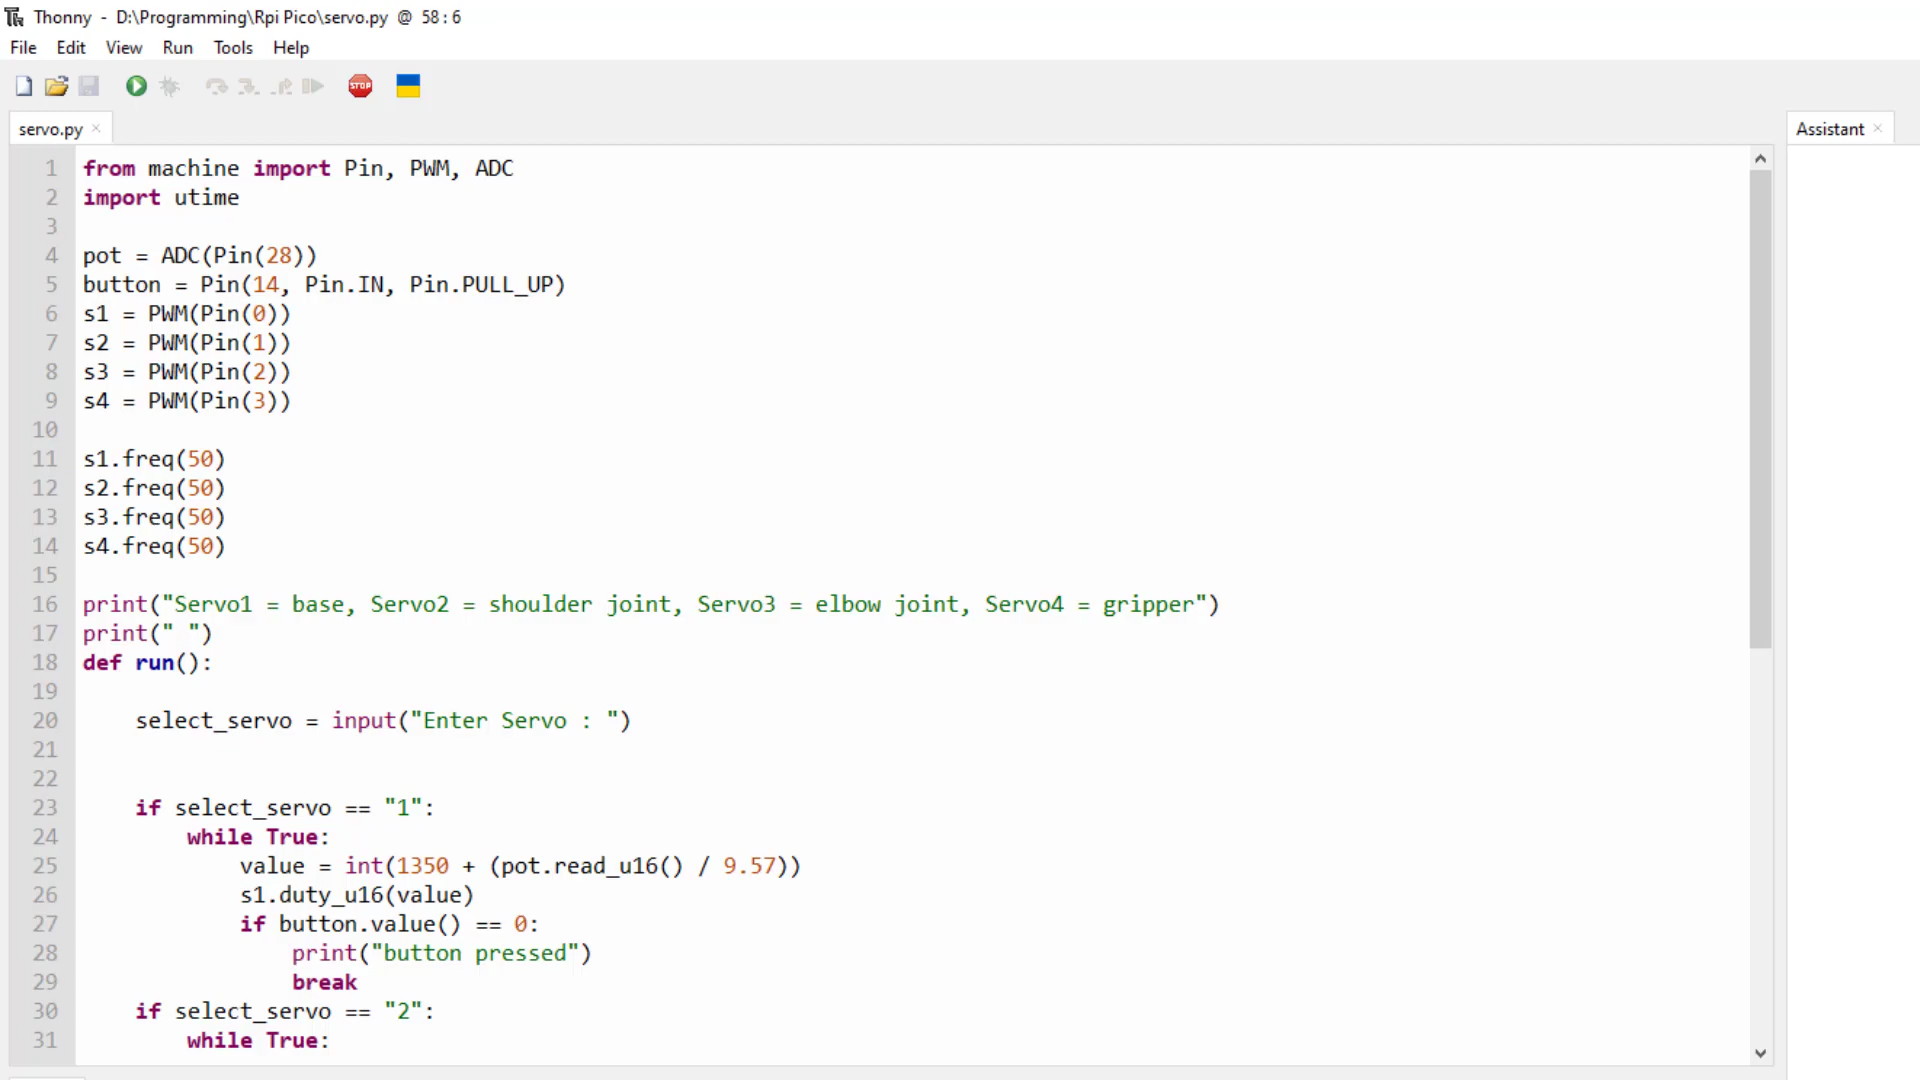 Thonny - D:\Programming\Rpi Pico\servo.py @ 58:6
File Edit View Run Tools Help
STOP
servo.py ×
Assistant ×
1 from machine import Pin, PWM, ADC
2 import utime
3
4 pot = ADC(Pin(28))
5 button = Pin(14, Pin.IN, Pin.PULL_UP)
6 s1 = PWM(Pin(0))
7 s2 = PWM(Pin(1))
8 s3 = PWM(Pin(2))
9 s4 = PWM(Pin(3))
10
11 s1.freq(50)
12 s2.freq(50)
13 s3.freq(50)
14 s4.freq(50)
15
16 print("Servo1 = base, Servo2 = shoulder joint, Servo3 = elbow joint, Servo4 = gripper")
17 print(" ")
18 def run():
19
20     select_servo = input("Enter Servo : ")
21
22
23     if select_servo == "1":
24         while True:
25             value = int(1350 + (pot.read_u16() / 9.57))
26             s1.duty_u16(value)
27             if button.value() == 0:
28                 print("button pressed")
29                 break
30     if select_servo == "2":
31         while True: